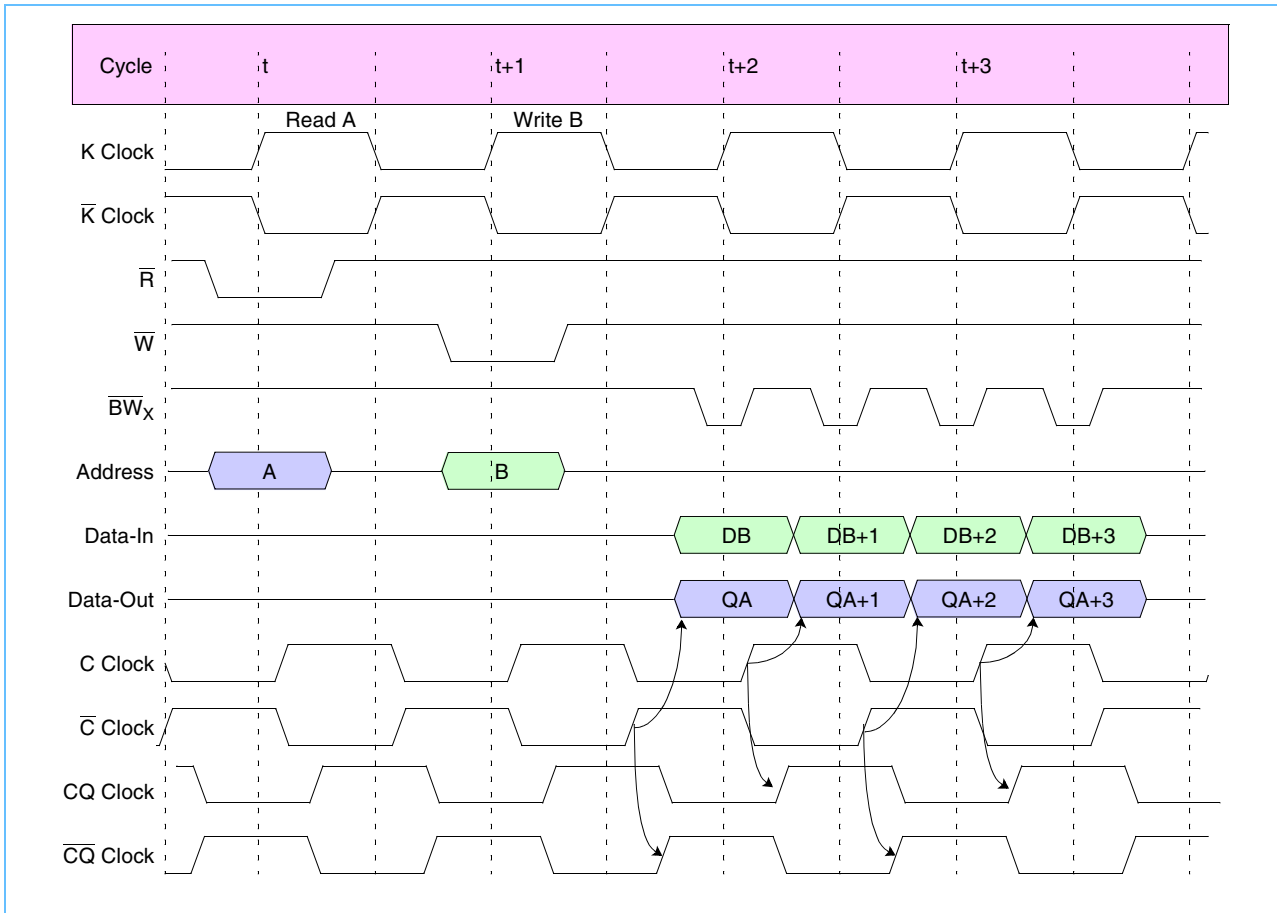 Cycle t t+1 t+2 t+3
Read A Write B
K Clock
K̅ Clock
R̅
W̅
B̅W̅X
Address A B
Data-In DB DB+1 DB+2 DB+3
Data-Out QA QA+1 QA+2 QA+3
C Clock
C̅ Clock
CQ Clock
C̅Q̅ Clock